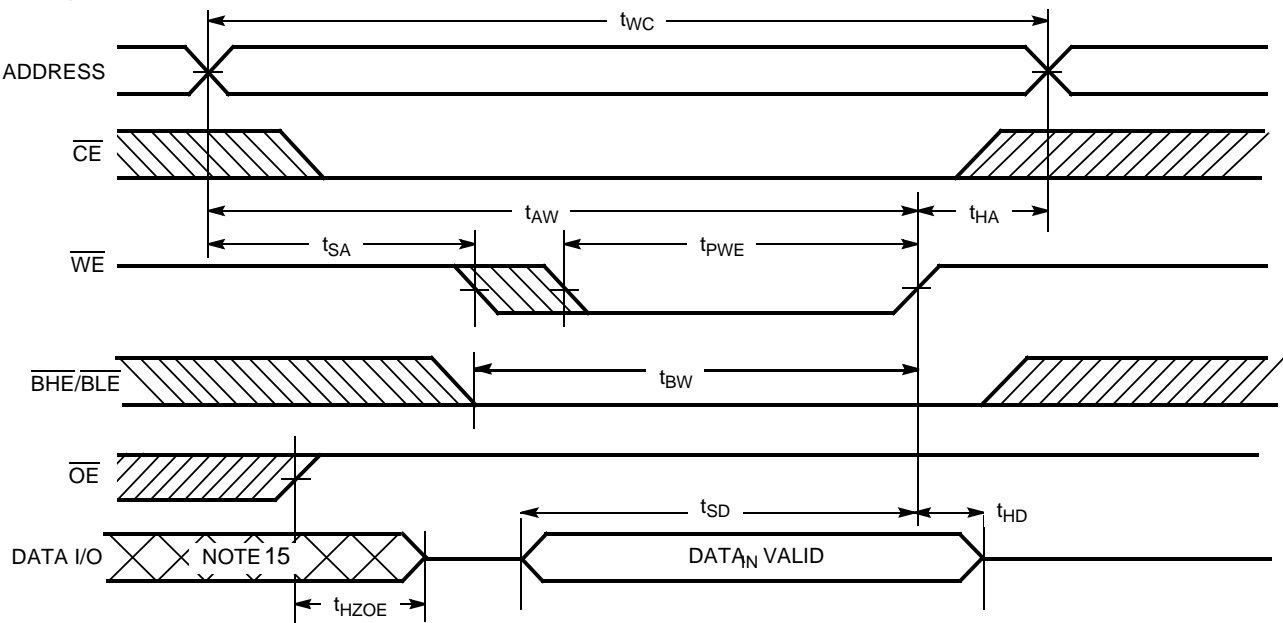 tWC
ADDRESS
CE
tAW
tHA
tSA
tPWE
WE
BHE/BLE
tBW
OE
tSD
tHD
DATA I/O
NOTE 15
DATAIN VALID
tHZOE